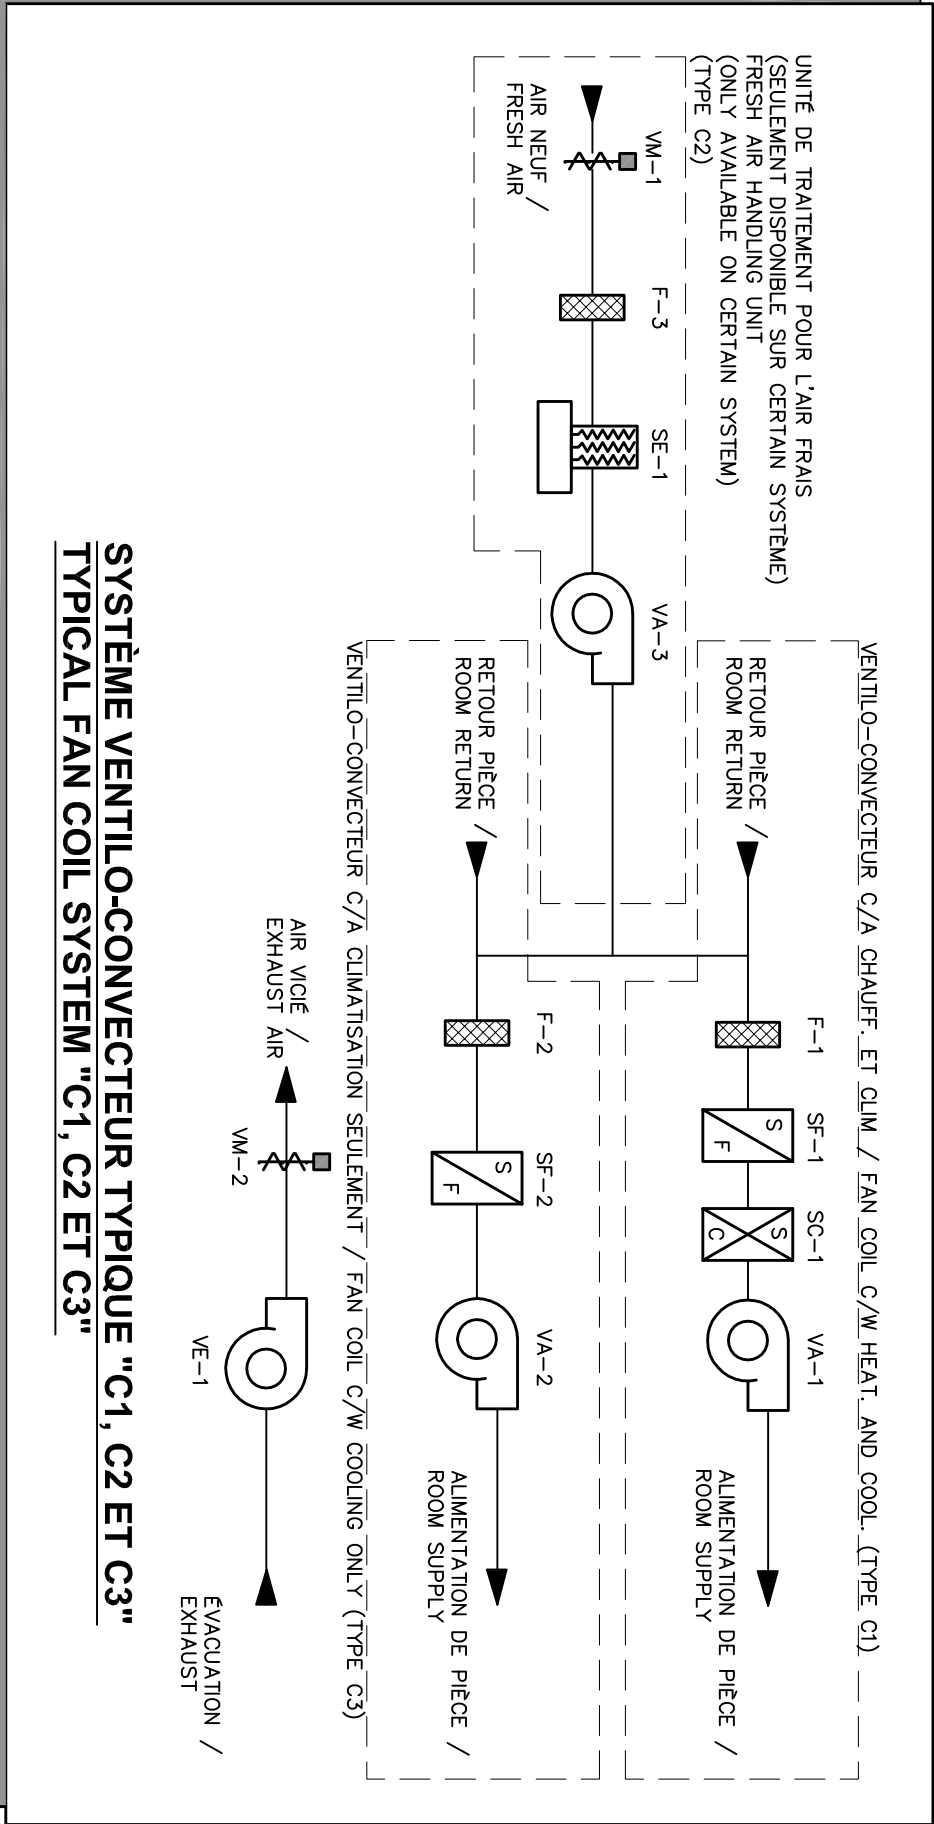 UNITÉ DE TRAITEMENT POUR L'AIR FRAIS
(SEULEMENT DISPONIBLE SUR CERTAIN SYSTÈME)
FRESH AIR HANDLING UNIT
(ONLY AVAILABLE ON CERTAIN SYSTEM)
(TYPE C2)
VM-1
F-3
SE-1
VA-3
AIR NEUF /
FRESH AIR
VENTILO-CONVECTEUR C/A CHAUFF. ET CLIM / FAN COIL C/W HEAT. AND COOL. (TYPE C1)
F-1
SF-1
SC-1
VA-1
S
F
S
C
RETOUR PIÈCE /
ROOM RETURN
ALIMENTATION DE PIÈCE /
ROOM SUPPLY
F-2
SF-2
VA-2
S
F
RETOUR PIÈCE /
ROOM RETURN
ALIMENTATION DE PIÈCE /
ROOM SUPPLY
VENTILO-CONVECTEUR C/A CLIMATISATION SEULEMENT / FAN COIL C/W COOLING ONLY (TYPE C3)
AIR VICIÉ /
EXHAUST AIR
VM-2
VE-1
ÉVACUATION /
EXHAUST
SYSTÈME VENTILO-CONVECTEUR TYPIQUE "C1, C2 ET C3"
TYPICAL FAN COIL SYSTEM "C1, C2 ET C3"